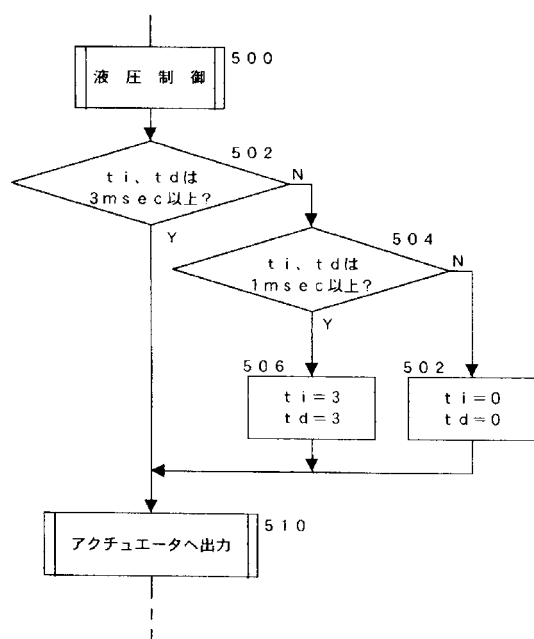 500
液圧制御
502
ti、tdは
3msec以上?
N
Y
504
ti、tdは
1msec以上?
N
Y
506
ti=3
td=3
502
ti=0
td=0
アクチュエータへ出力
510